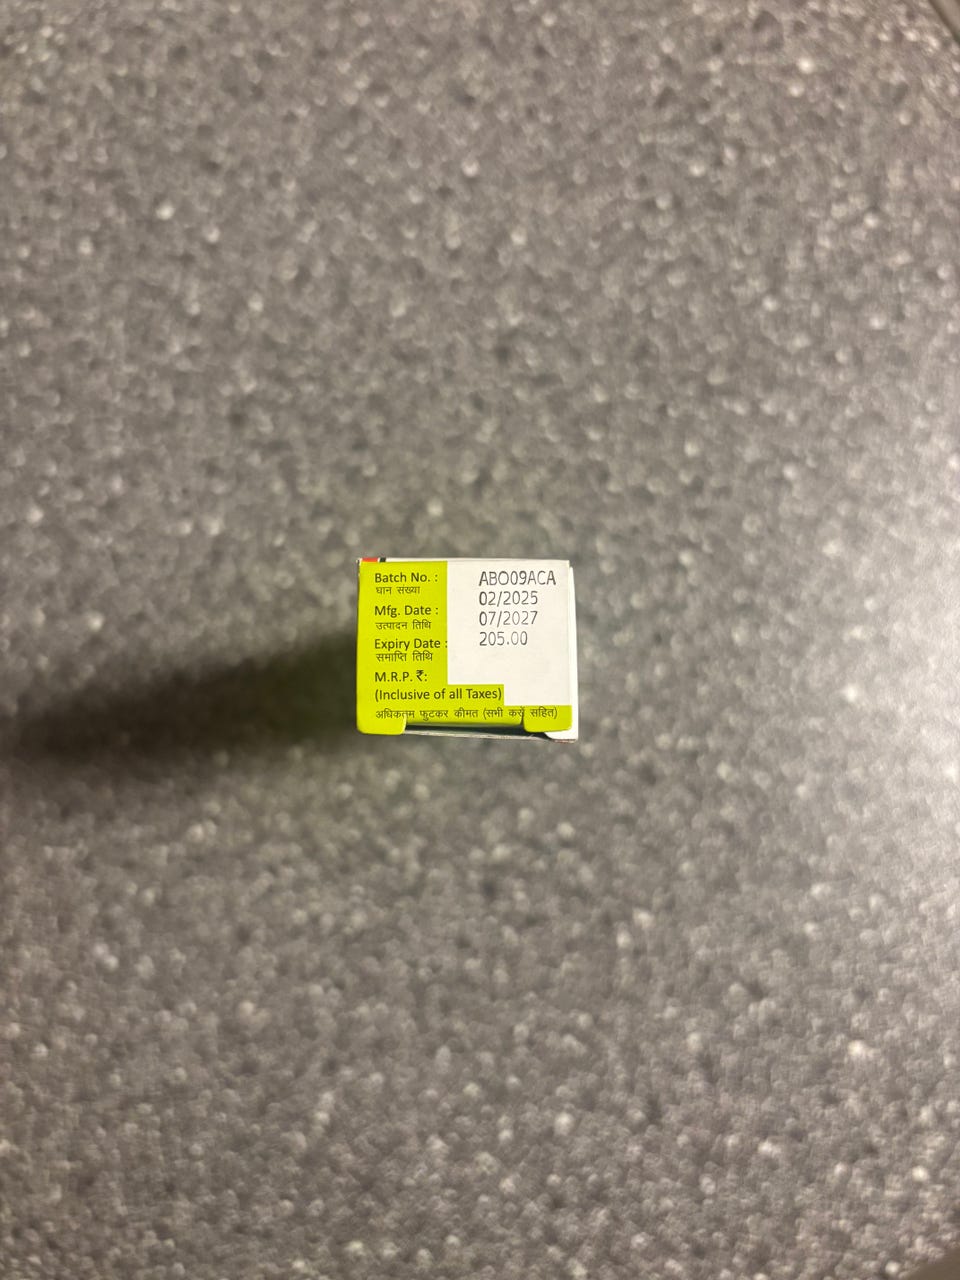 Batch No. : ABO09ACA
घान संख्या
02/2025
Mfg. Date :
उत्पादन तिथि
07/2027
Expiry Date :
205.00
समाप्ति तिथि
M.R.P. ₹:
(Inclusive of all Taxes)
अधिकतम फुटकर कीमत (सभी करों सहित)